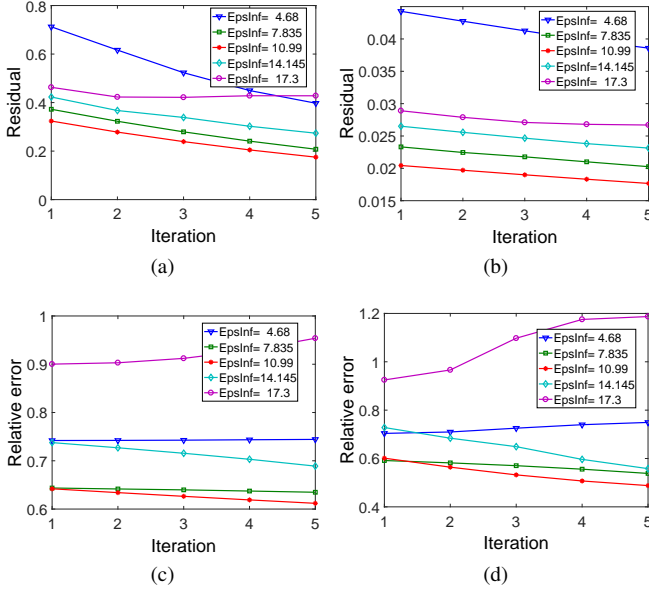 0.8
0.6
0.4
0.2
0
Residual
EpsInf= 4.68
EpsInf= 7.835
EpsInf= 10.99
EpsInf=14.145
EpsInf= 17.3
1 2 3 4 5
Iteration
(a)
0.04
0.03
0.025
0.02
0.015
Residual
EpsInf= 4.68
EpsInf= 7.835
EpsInf= 10.99
EpsInf=14.145
EpsInf= 17.3
1 2 3 4 5
Iteration
(b)
1
0.9
0.8
0.7
0.6
Relative error
EpsInf= 4.68
EpsInf= 7.835
EpsInf= 10.99
EpsInf=14.145
EpsInf= 17.3
1 2 3 4 5
Iteration
(c)
1.2
1
0.8
0.6
0.4
Relative error
EpsInf= 4.68
EpsInf= 7.835
EpsInf= 10.99
EpsInf=14.145
EpsInf= 17.3
1 2 3 4 5
Iteration
(d)